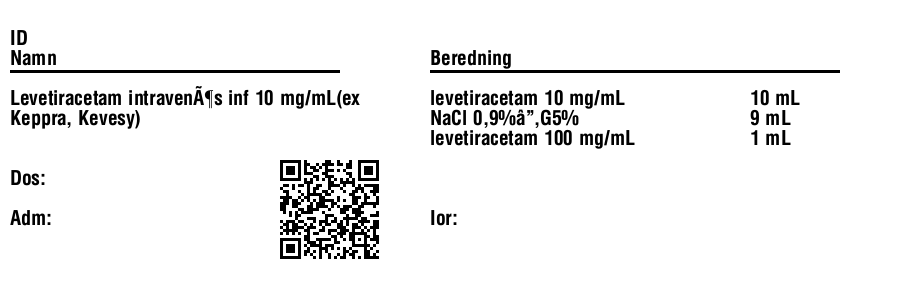 ID
Namn
Beredning
Levetiracetam intravenÃ¶s inf 10 mg/mL(ex
Keppra, Kevesy)
levetiracetam 10 mg/mL 10 mL
NaCl 0,9%â”‚G5% 9 mL
levetiracetam 100 mg/mL 1 mL
Dos:
Adm:
Ior: